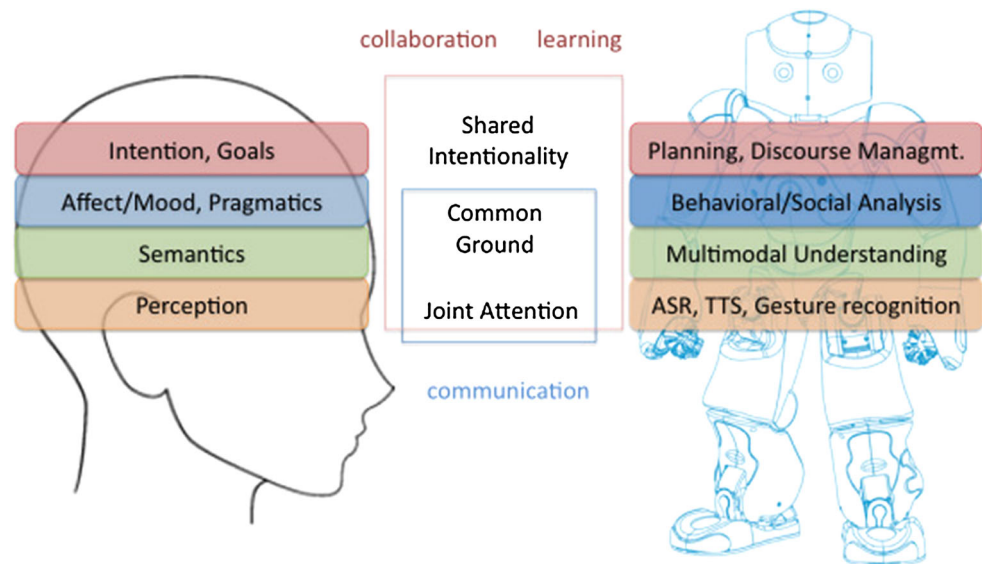 collaboration learning
Intention, Goals
Affect/Mood, Pragmatics
Semantics
Perception
Shared
Intentionality
Common
Ground
Joint Attention
communication
Planning, Discourse Managmt.
Behavioral/Social Analysis
Multimodal Understanding
ASR, TTS, Gesture recognition